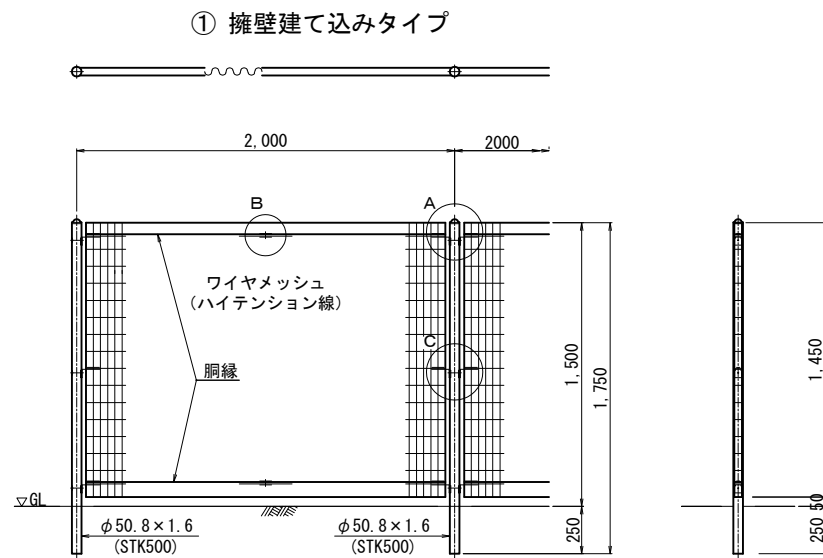 ① 擁壁建て込みタイプ
2,000
2000
B
A
ワイヤメッシュ
(ハイテンション線)
C
胴縁
1,500
1,750
1,450
▽GL
φ50.8×1.6
(STK500)
φ50.8×1.6
(STK500)
250
50
250